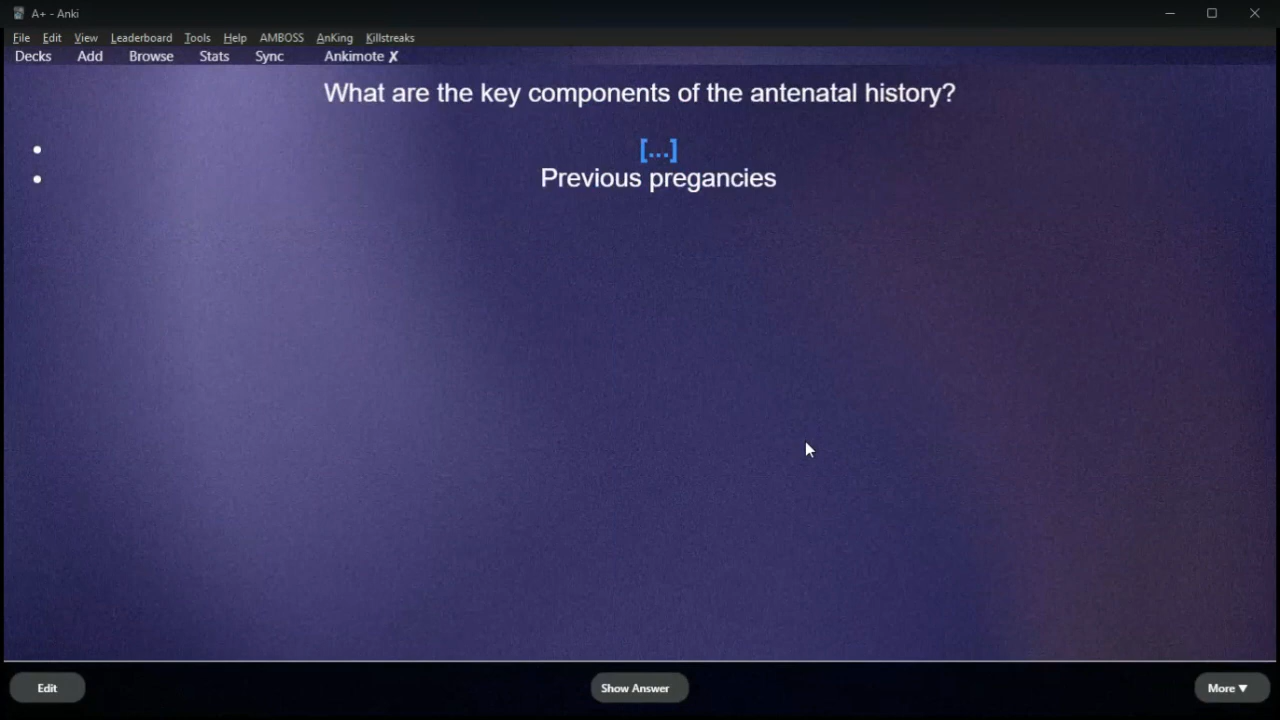 A+ - Anki
File Edit View Leaderboard Tools Help AMBOSS AnKing Killstreaks
Decks Add Browse Stats Sync Ankimote ✗
What are the key components of the antenatal history?
• [...]
• Previous pregancies
Edit Show Answer More ▼